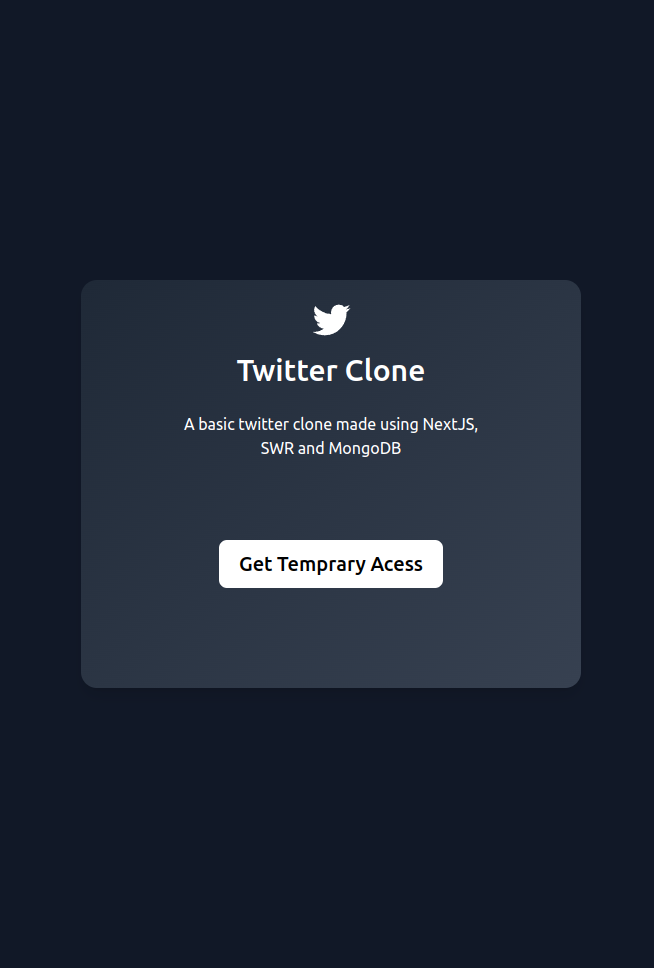 Twitter Clone
A basic twitter clone made using NextJS,
SWR and MongoDB
Get Temprary Acess